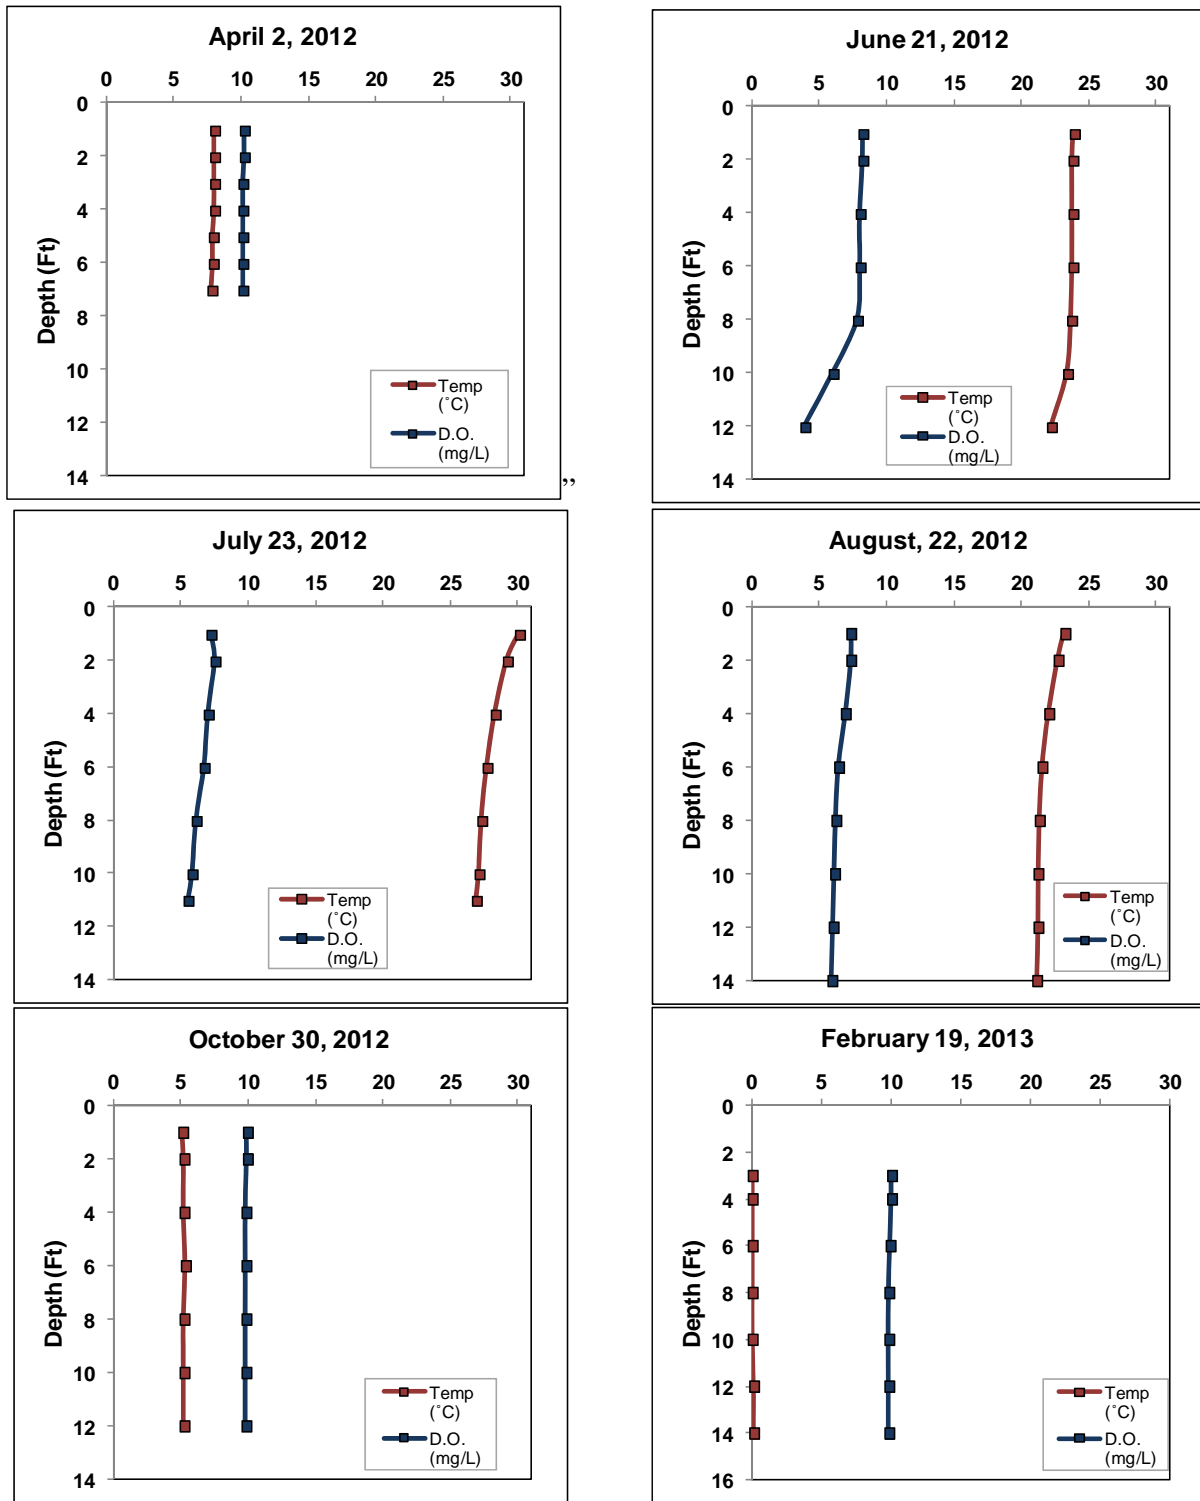 April 2, 2012
0 5 10 15 20 25 30
0
2
4
6
8
10
12
14
Depth (Ft)
Temp
(˚C)
D.O.
(mg/L)
”
June 21, 2012
0 5 10 15 20 25 30
0
2
4
6
8
10
12
14
Depth (Ft)
Temp
(˚C)
D.O.
(mg/L)
July 23, 2012
0 5 10 15 20 25 30
0
2
4
6
8
10
12
14
Depth (Ft)
Temp
(˚C)
D.O.
(mg/L)
August, 22, 2012
0 5 10 15 20 25 30
0
2
4
6
8
10
12
14
Depth (Ft)
Temp
(˚C)
D.O.
(mg/L)
October 30, 2012
0 5 10 15 20 25 30
0
2
4
6
8
10
12
14
Depth (Ft)
Temp
(˚C)
D.O.
(mg/L)
February 19, 2013
0 5 10 15 20 25 30
0
2
4
6
8
10
12
14
16
Depth (Ft)
Temp
(˚C)
D.O.
(mg/L)